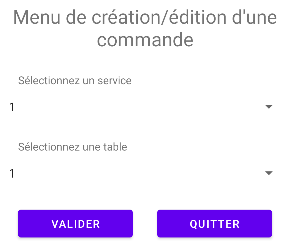 Menu de création/édition d'une
commande
Sélectionnez un service
1
Sélectionnez une table
1
VALIDER QUITTER